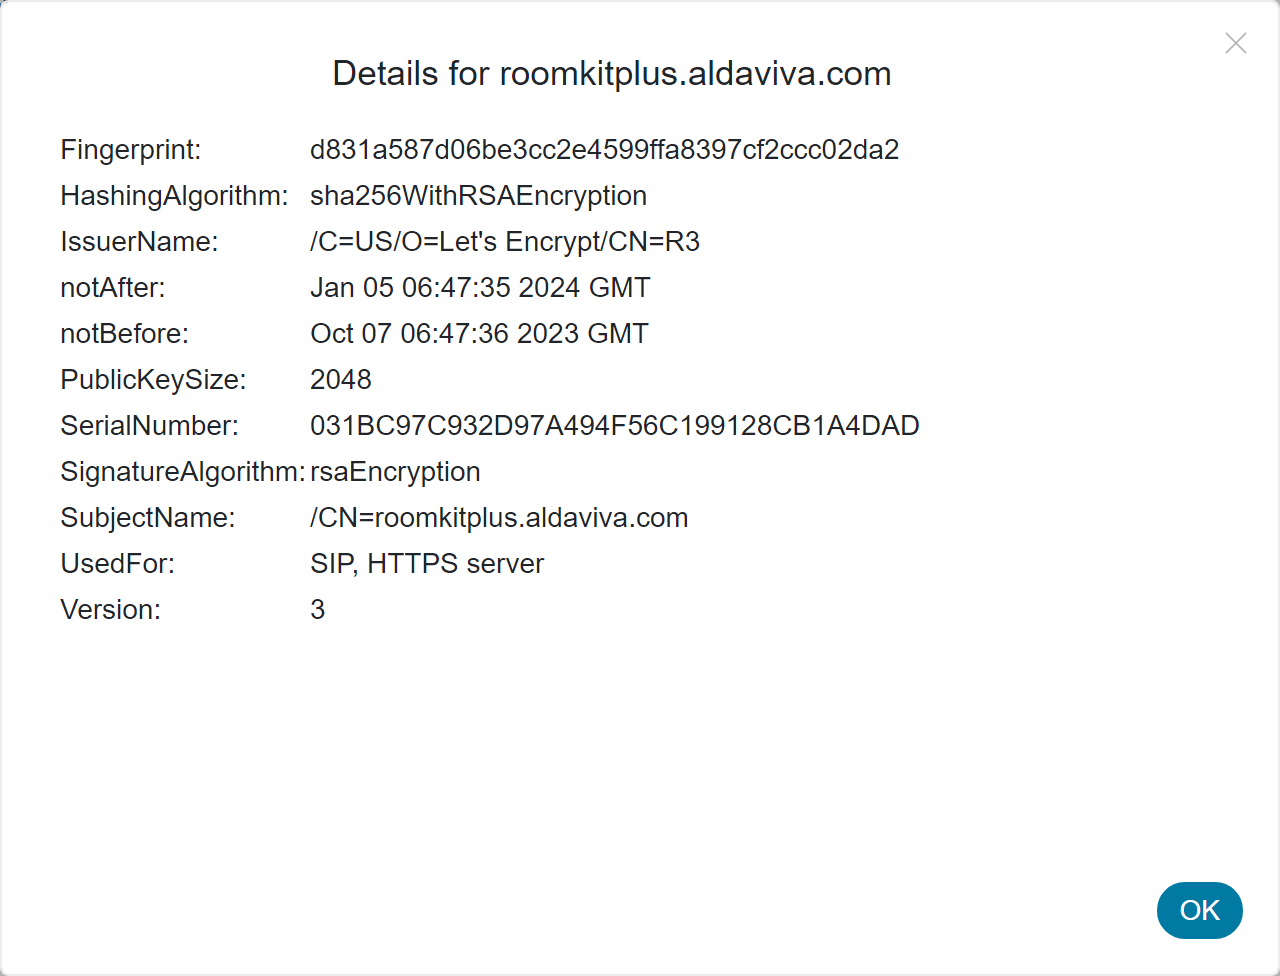 Details for roomkitplus.aldaviva.com
Fingerprint: d831a587d06be3cc2e4599ffa8397cf2ccc02da2
HashingAlgorithm: sha256WithRSAEncryption
IssuerName: /C=US/O=Let's Encrypt/CN=R3
notAfter: Jan 05 06:47:35 2024 GMT
notBefore: Oct 07 06:47:36 2023 GMT
PublicKeySize: 2048
SerialNumber: 031BC97C932D97A494F56C199128CB1A4DAD
SignatureAlgorithm: rsaEncryption
SubjectName: /CN=roomkitplus.aldaviva.com
UsedFor: SIP, HTTPS server
Version: 3
OK